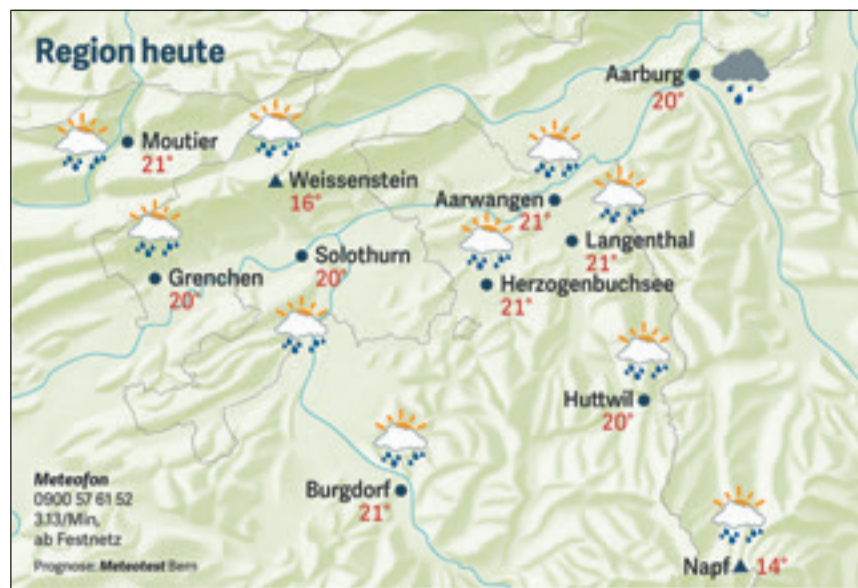 Region heute
Aarburg
20°
Moutier
21°
Weissenstein
16°
Aarwangen
21°
Langenthal
21°
Solothurn
20°
Grenchen
20°
Herzogenbuchsee
21°
Huttwil
20°
Burgdorf
21°
Napf 14°
Meteofon
0900 57 61 52
3.13/Min,
ab Festnetz
Prognose: Meteotest Bern